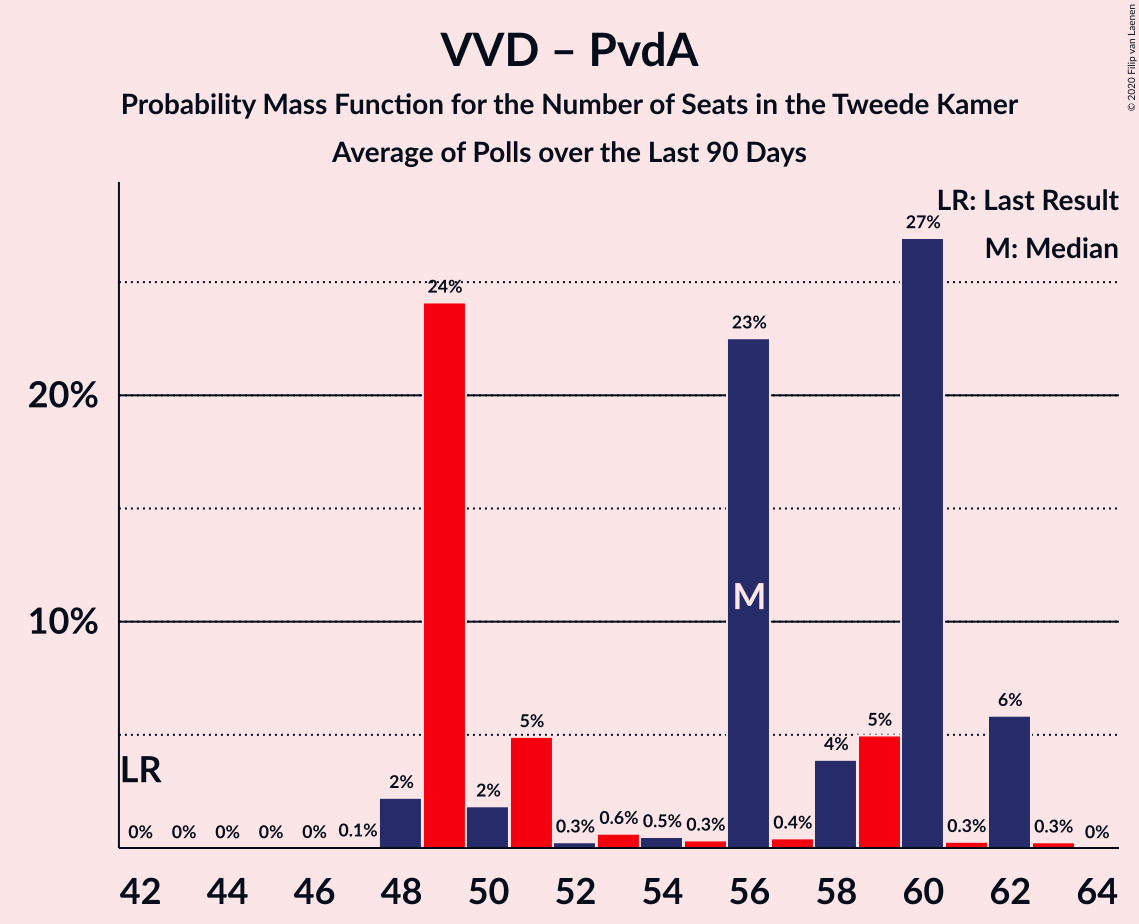 VVD – PvdA
Probability Mass Function for the Number of Seats in the Tweede Kamer
Average of Polls over the Last 90 Days
© 2020 Filip van Laenen
LR: Last Result
M: Median
20%
10%
LR
M
0% 0% 0% 0% 0% 0.1% 2% 24% 2% 5% 0.3% 0.6% 0.5% 0.3% 23% 0.4% 4% 5% 27% 0.3% 6% 0.3% 0%
42 44 46 48 50 52 54 56 58 60 62 64